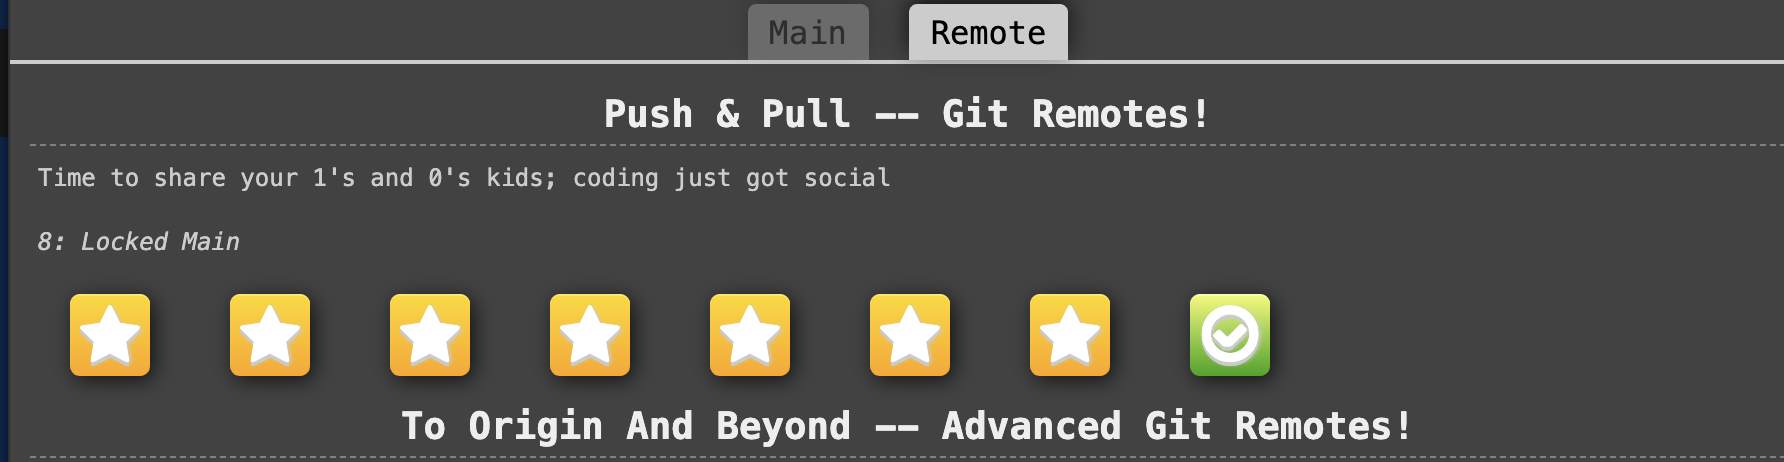 Main
Remote
Push & Pull -- Git Remotes!
Time to share your 1's and 0's kids; coding just got social
8: Locked Main
To Origin And Beyond -- Advanced Git Remotes!